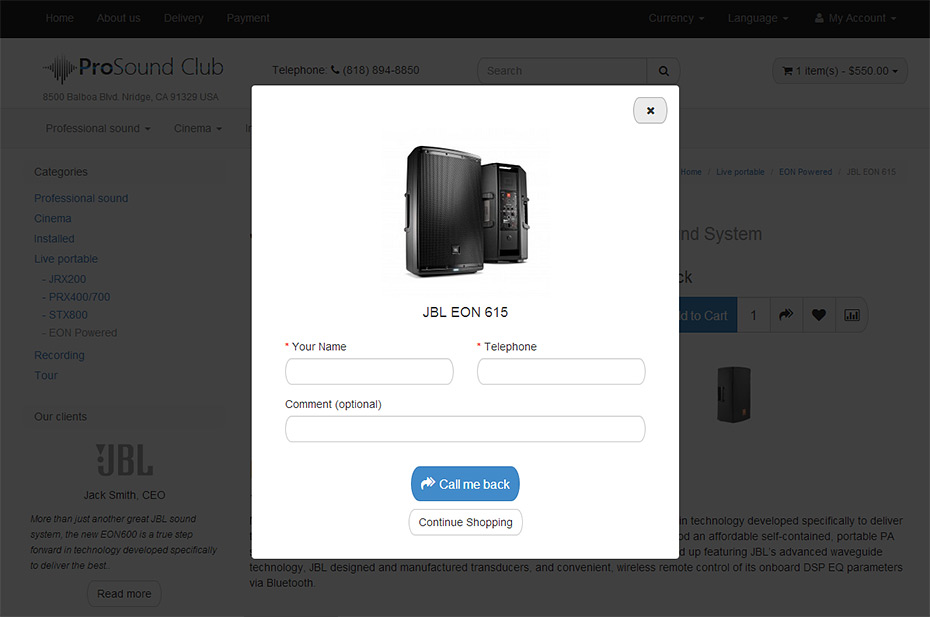 Home About us Delivery Payment Currency Language My Account
ProSound Club
Telephone: (818) 894-8850
Search
1 item(s) - $550.00
8500 Balboa Blvd. Nridge, CA 91329 USA
Professional sound Cinema
Categories
Professional sound
Cinema
Installed
Live portable
- JRX200
- PRX400/700
- STX800
- EON Powered
Recording
Tour
Our clients
JBL
Jack Smith, CEO
More than just another great JBL sound
system, the new EON600 is a true step
forward in technology developed specifically
to deliver the best..
Read more
Home / Live portable / EON Powered / JBL EON 615
System
to Cart 1
JBL EON 615
* Your Name * Telephone
Comment (optional)
Call me back
Continue Shopping
in technology developed specifically to deliver
an affordable self-contained, portable PA
up featuring JBL's advanced waveguide
technology, JBL designed and manufactured transducers, and convenient, wireless remote control of its onboard DSP EQ parameters
via Bluetooth.